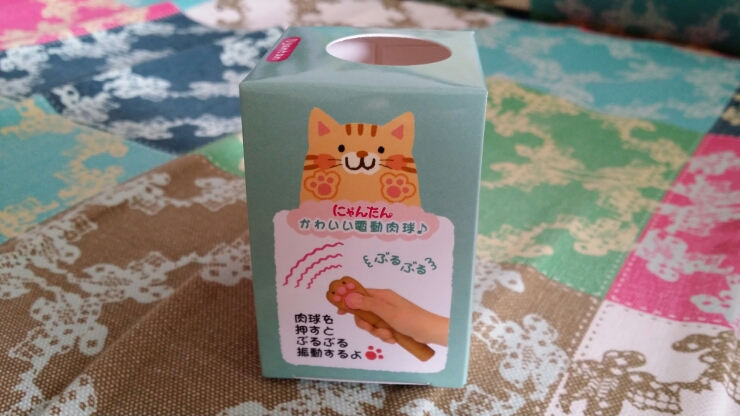 にゃんたん
かわいい電動肉球♪
ぶるぶる
肉球を
押すと
ぶるぶる
振動するよ